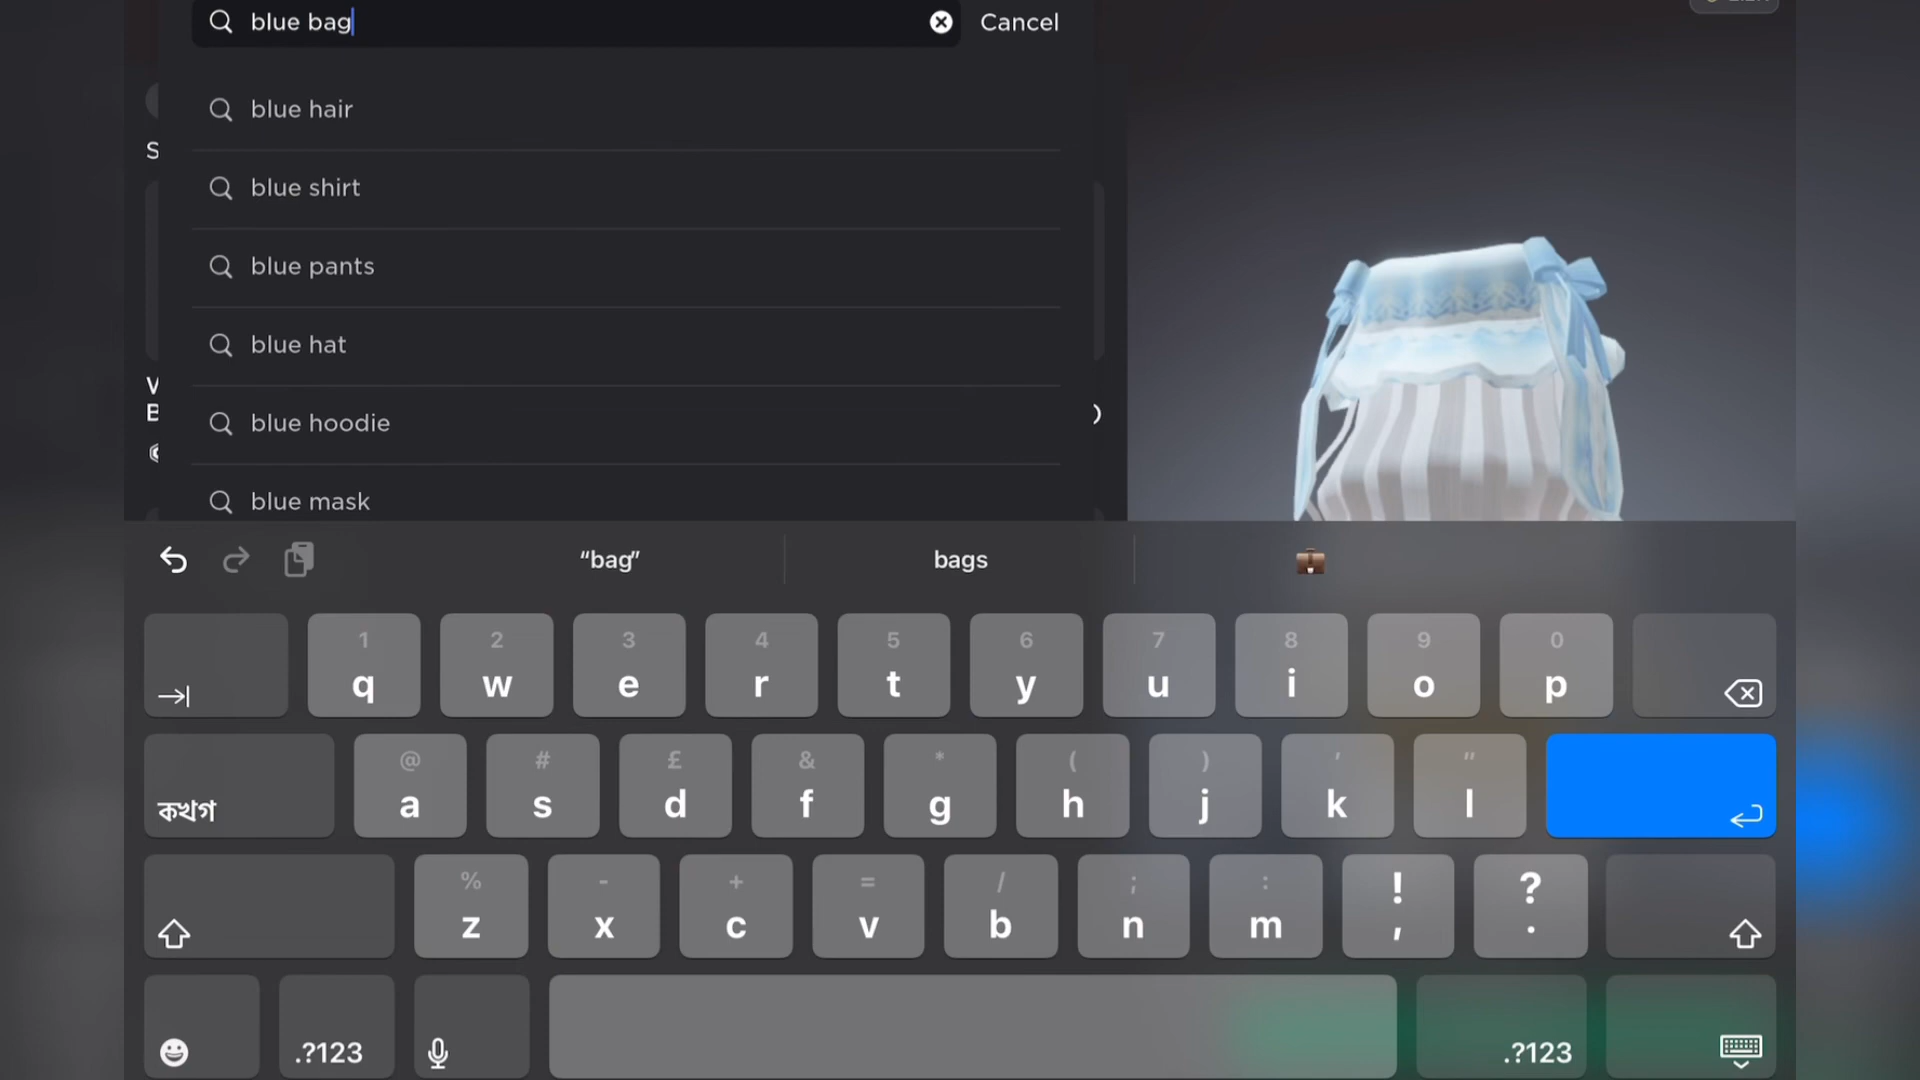 blue bag
Cancel
blue hair
S
blue shirt
blue pants
blue hat
B
blue hoodie
blue mask
“bag”
bags
1 2 3 4 5 6 7 8 9 0
q w e r t y u i o p
@ # £ & * ( ) ' "
কখগ a s d f g h j k l
% - + = / ; : ! ?
z x c v b n m , .
.?123 .?123